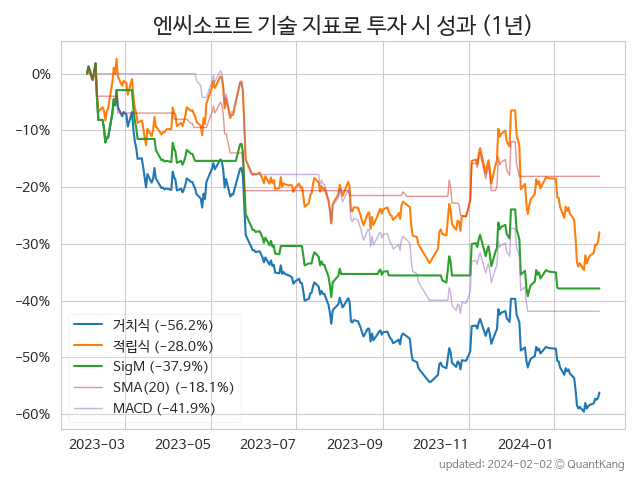 엔씨소프트 기술 지표로 투자 시 성과 (1년)
0%
−10%
−20%
−30%
−40%
−50%
−60%
거치식 (−56.2%)
적립식 (−28.0%)
SigM (−37.9%)
SMA(20) (−18.1%)
MACD (−41.9%)
2023−03
2023−05
2023−07
2023−09
2023−11
2024−01
updated: 2024−02−02 © QuantKang